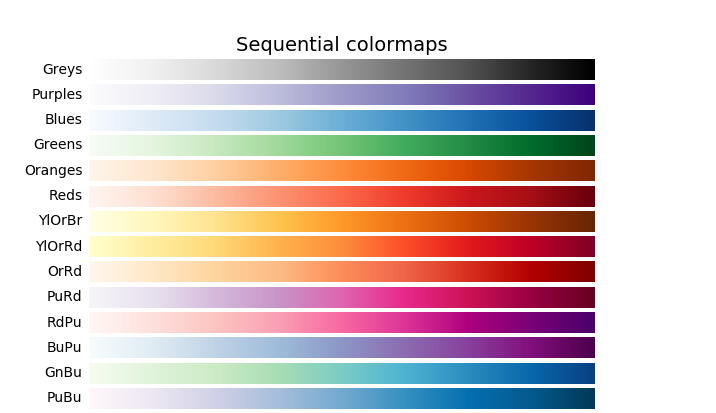 Sequential colormaps
Greys
Purples
Blues
Greens
Oranges
Reds
YlOrBr
YlOrRd
OrRd
PuRd
RdPu
BuPu
GnBu
PuBu